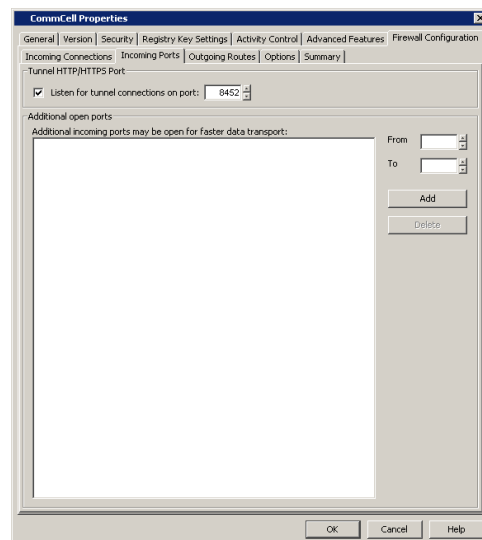 CommCell Properties
General Version Security Registry Key Settings Activity Control Advanced Features Firewall Configuration
Incoming Connections Incoming Ports Outgoing Routes Options Summary
Tunnel HTTP/HTTPS Port
Listen for tunnel connections on port: 8452
Additional open ports
Additional incoming ports may be open for faster data transport:
From
To
Add
Delete
OK Cancel Help